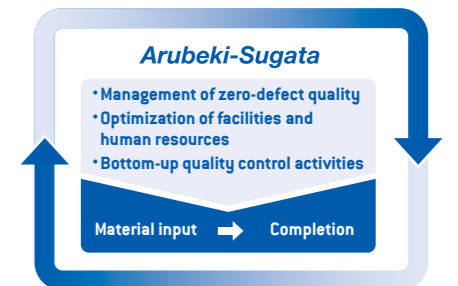 Arubeki-Sugata
・Management of zero-defect quality
・Optimization of facilities and
human resources
・Bottom-up quality control activities
Material input ➡ Completion